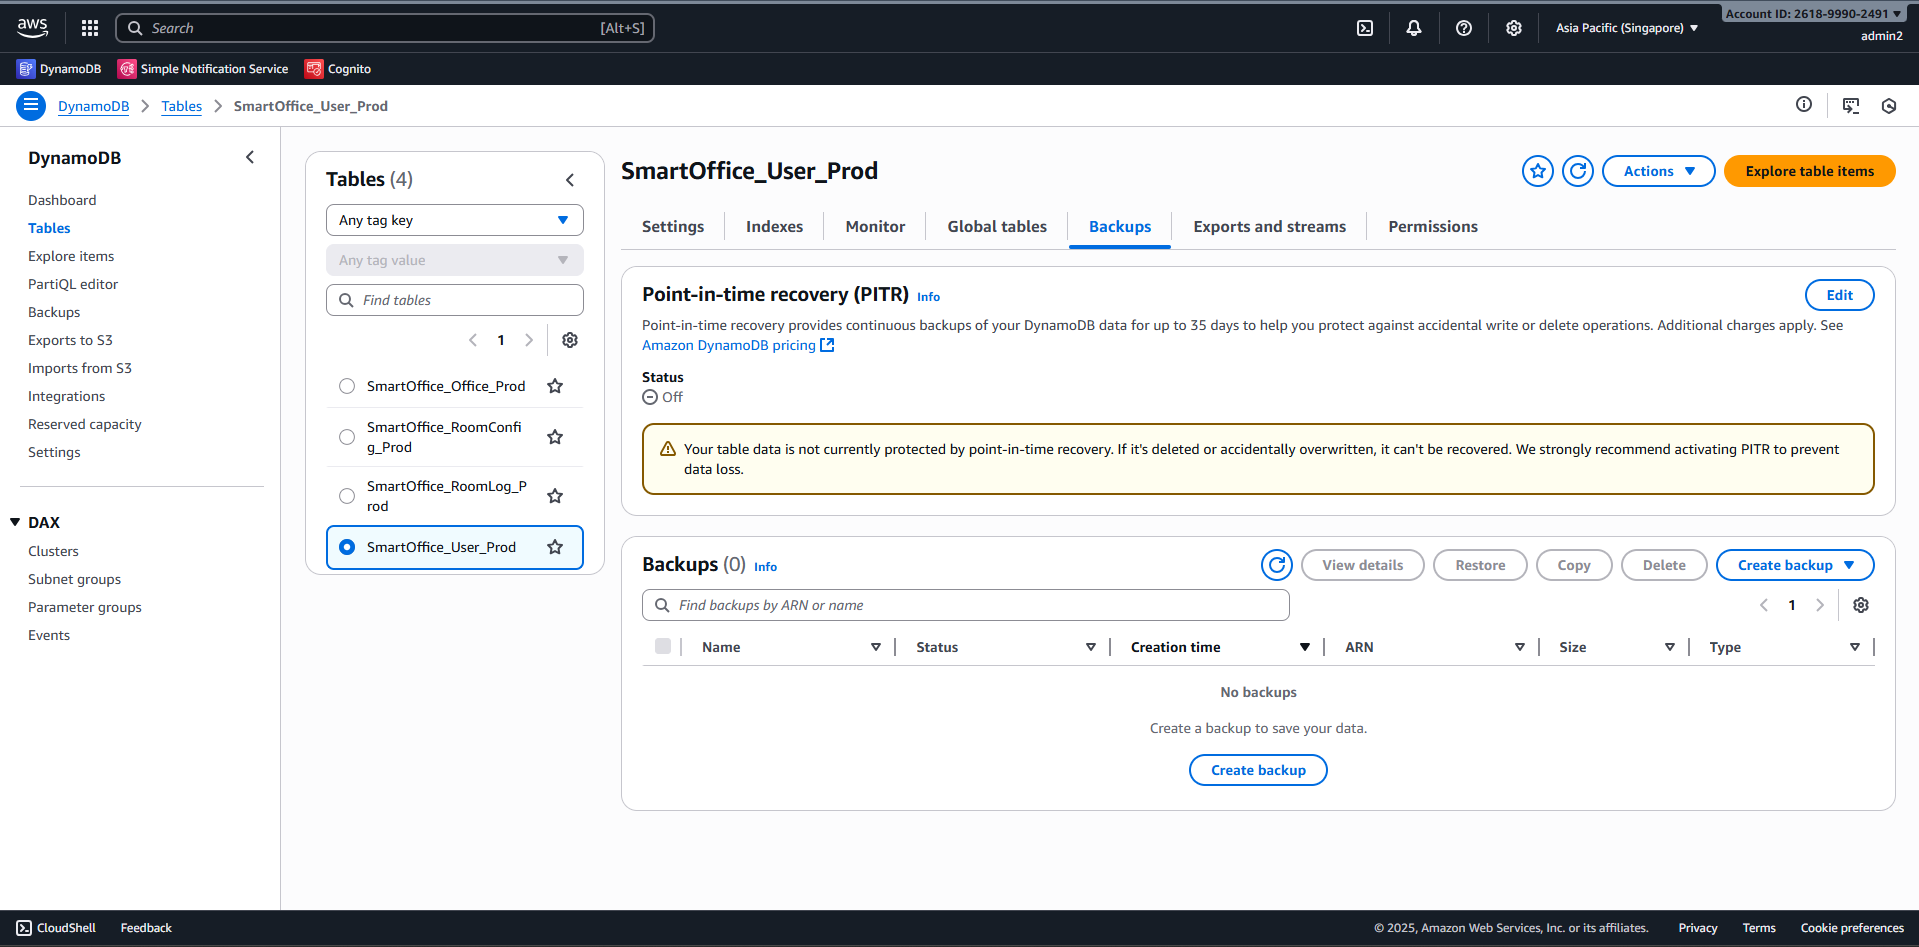 aws
Search [Alt+S]
Asia Pacific (Singapore)
Account ID: 2618-9990-2491
admin2
DynamoDB Simple Notification Service Cognito
DynamoDB Tables SmartOffice_User_Prod
DynamoDB
Dashboard
Tables
Explore items
PartiQL editor
Backups
Exports to S3
Imports from S3
Integrations
Reserved capacity
Settings
DAX
Clusters
Subnet groups
Parameter groups
Events
Tables (4)
Any tag key
Any tag value
Find tables
1
SmartOffice_Office_Prod
SmartOffice_RoomConfi
g_Prod
SmartOffice_RoomLog_P
rod
SmartOffice_User_Prod
SmartOffice_User_Prod
Actions Explore table items
Settings Indexes Monitor Global tables Backups Exports and streams Permissions
Point-in-time recovery (PITR) Info
Edit
Point-in-time recovery provides continuous backups of your DynamoDB data for up to 35 days to help you protect against accidental write or delete operations. Additional charges apply. See
Amazon DynamoDB pricing
Status
Off
Your table data is not currently protected by point-in-time recovery. If it's deleted or accidentally overwritten, it can't be recovered. We strongly recommend activating PITR to prevent
data loss.
Backups (0) Info
View details Restore Copy Delete Create backup
Find backups by ARN or name
1
Name Status Creation time ARN Size Type
No backups
Create a backup to save your data.
Create backup
CloudShell Feedback
© 2025, Amazon Web Services, Inc. or its affiliates. Privacy Terms Cookie preferences